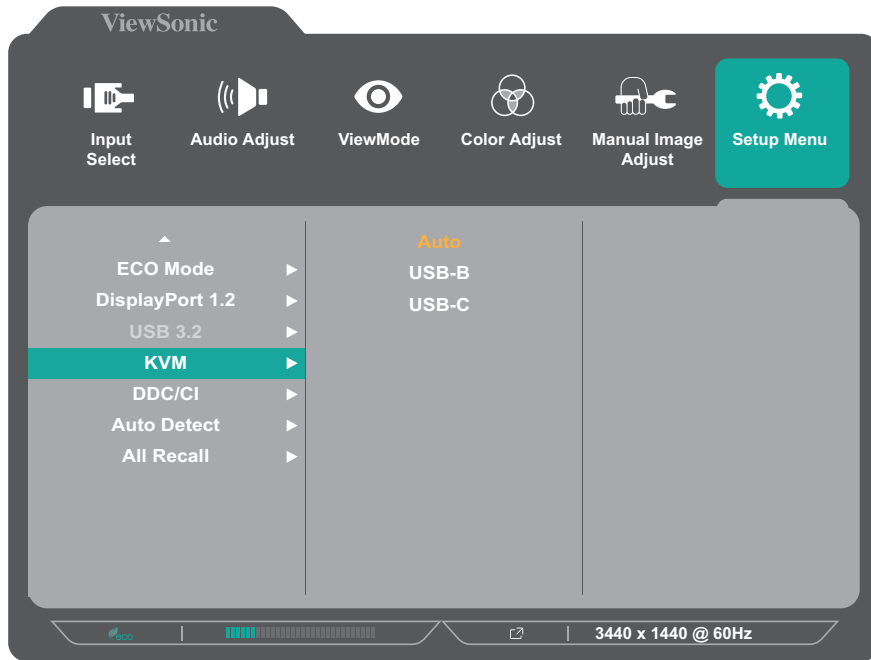 ViewSonic
Input
Select
Audio Adjust
ViewMode
Color Adjust
Manual Image
Adjust
Setup Menu
ECO Mode
DisplayPort 1.2
USB 3.2
KVM
DDC/CI
Auto Detect
All Recall
Auto
USB-B
USB-C
eco
3440 x 1440 @ 60Hz